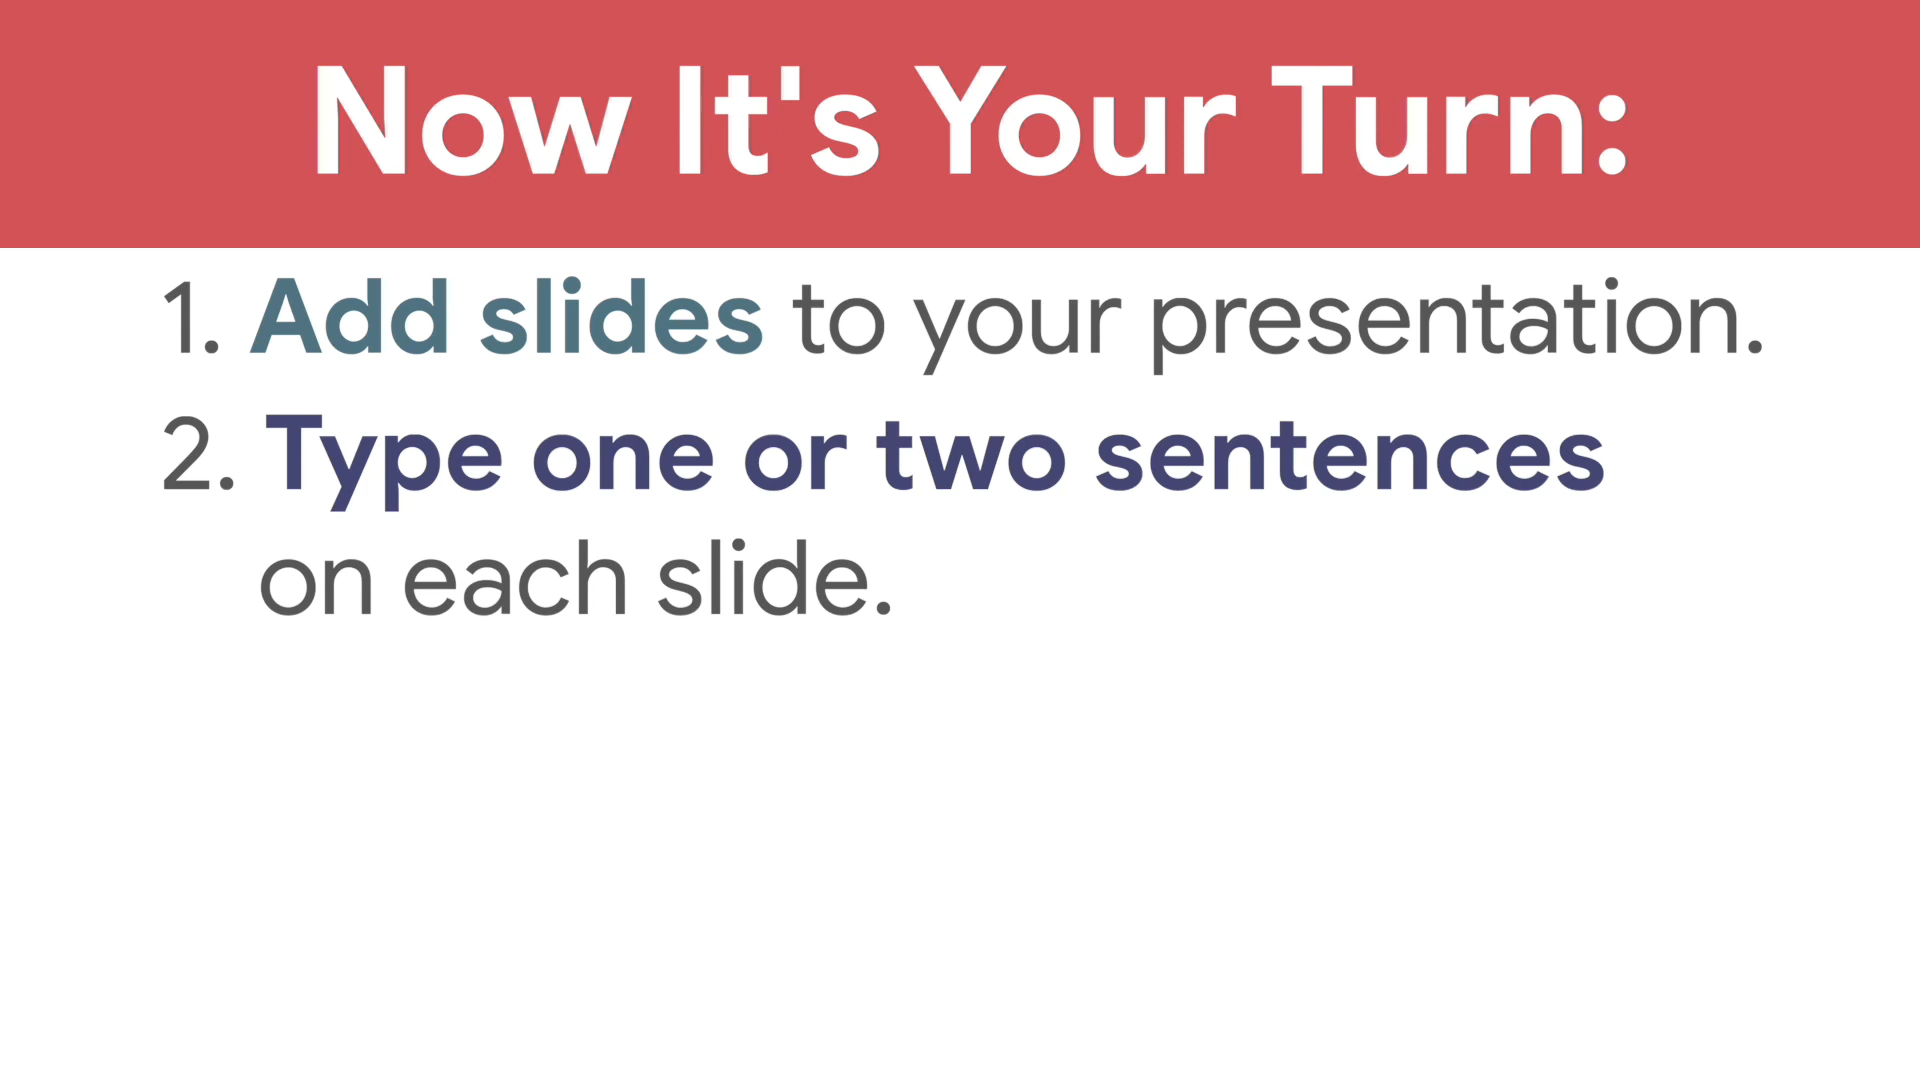 Now It's Your Turn:
1. Add slides to your presentation.
2. Type one or two sentences
on each slide.